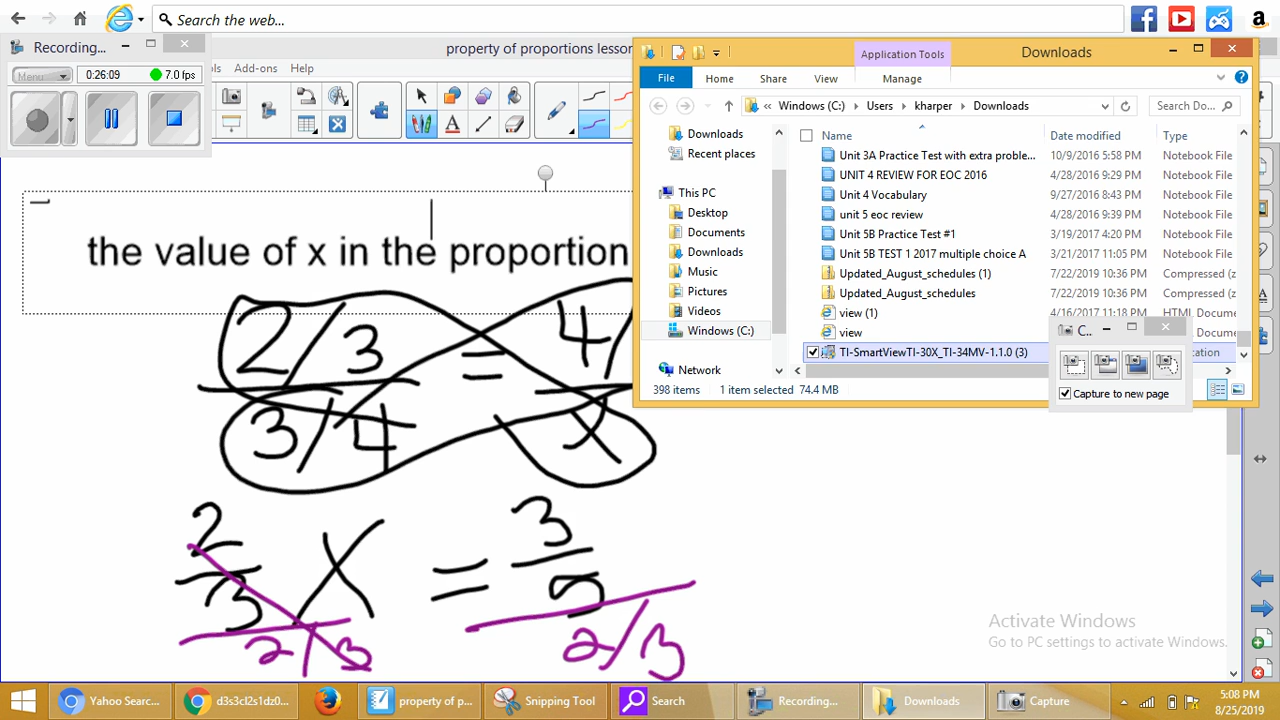 Search the web...
Recording...
Menu
0:26:09
7.0 fps
property of proportions lesson
Add-ons Help
Application Tools
Downloads
File Home Share View Manage
« Windows (C:) › Users › kharper › Downloads
Search Do...
Name Date modified Type
Downloads
Recent places
This PC
Desktop
Documents
Downloads
Music
Pictures
Videos
Windows (C:)
Network
Unit 3A Practice Test with extra proble... 10/9/2016 5:58 PM Notebook File
UNIT 4 REVIEW FOR EOC 2016 4/28/2016 9:29 PM Notebook File
Unit 4 Vocabulary 9/27/2016 8:43 PM Notebook File
unit 5 eoc review 4/28/2016 9:39 PM Notebook File
Unit 5B Practice Test #1 3/19/2017 4:20 PM Notebook File
Unit 5B TEST 1 2017 multiple choice A 3/21/2017 11:05 PM Notebook File
Updated_August_schedules (1) 7/22/2019 10:36 PM Compressed (z
Updated_August_schedules 7/22/2019 10:36 PM Compressed (z
view (1) 4/16/2017 11:18 PM HTML Docume
view Docume
TI-SmartViewTI-30X_TI-34MV-1.1.0 (3) ication
398 items 1 item selected 74.4 MB
C...
Capture to new page
the value of x in the proportion
2/3 = 4/
3/4 x
2/3 x = 3/5
2/3 2/3
Activate Windows
Go to PC settings to activate Windows.
Yahoo Searc...
d3s3cl2s1dz0...
property of p...
Snipping Tool
Search
Recording...
Downloads
Capture
5:08 PM
8/25/2019